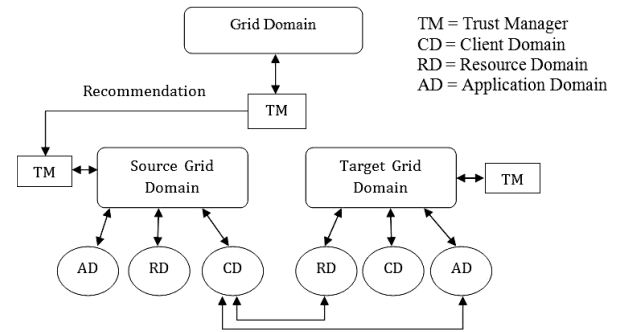 Grid Domain
TM = Trust Manager
CD = Client Domain
RD = Resource Domain
AD = Application Domain
Recommendation
TM
TM
Source Grid
Domain
Target Grid
Domain
TM
AD
RD
CD
RD
CD
AD